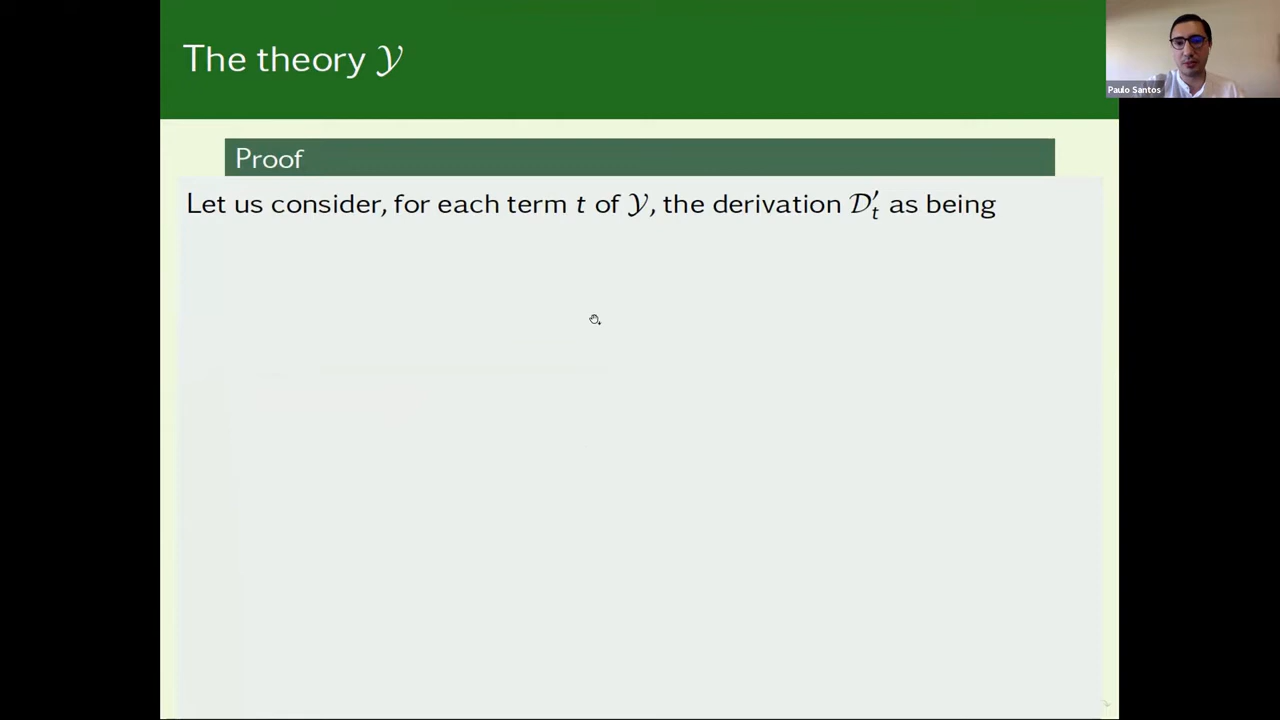 The theory 𝒴
Paulo Santos
Proof
Let us consider, for each term t of 𝒴, the derivation 𝒟′ₜ as being